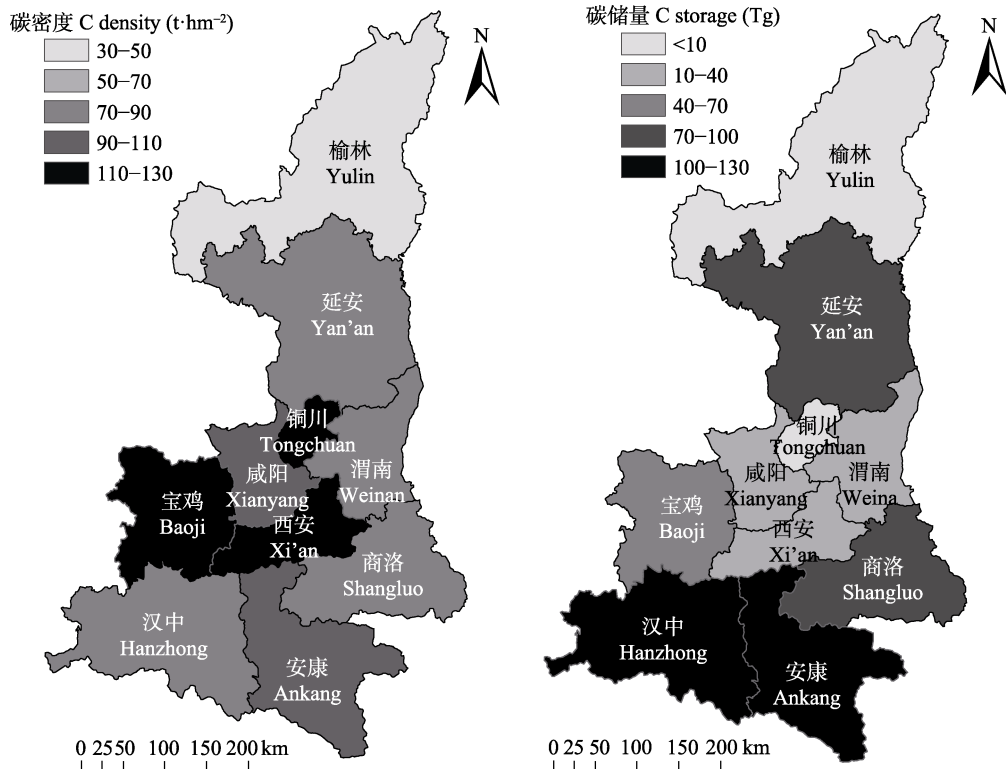 碳密度 C density (t·hm⁻²)
30−50
50−70
70−90
90−110
110−130
N
榆林
Yulin
延安
Yan’an
铜川
Tongchuan
咸阳
Xianyang
渭南
Weinan
宝鸡
Baoji
西安
Xi’an
商洛
Shangluo
汉中
Hanzhong
安康
Ankang
0 25 50 100 150 200 km
碳储量 C storage (Tg)
<10
10−40
40−70
70−100
100−130
N
榆林
Yulin
延安
Yan’an
铜川
Tongchuan
咸阳
Xianyang
渭南
Weina
宝鸡
Baoji
西安
Xi’an
商洛
Shangluo
汉中
Hanzhong
安康
Ankang
0 25 50 100 150 200 km